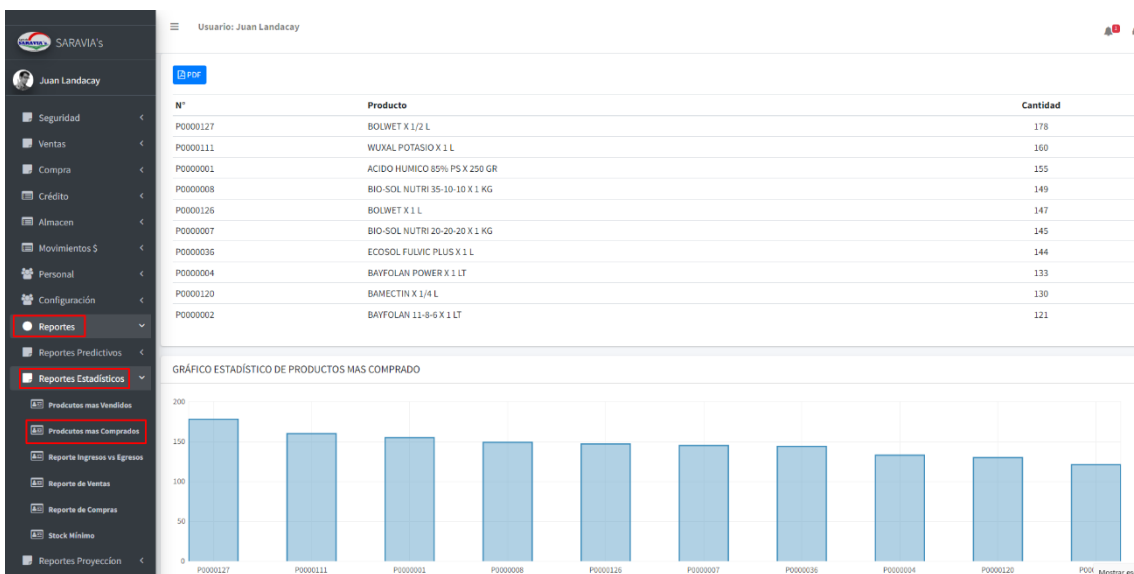 SARAVIA's
Usuario: Juan Landacay
1
Juan Landacay
Seguridad
Ventas
Compra
Crédito
Almacen
Movimientos $
Personal
Configuración
Reportes
Reportes Predictivos
Reportes Estadísticos
Prodcutos mas Vendidos
Prodcutos mas Comprados
Reporte Ingresos vs Egresos
Reporte de Ventas
Reporte de Compras
Stock Mínimo
Reportes Proyeccíon
PDF
N° Producto Cantidad
P0000127 BOLWET X 1/2 L 178
P0000111 WUXAL POTASIO X 1 L 160
P0000001 ACIDO HUMICO 85% PS X 250 GR 155
P0000008 BIO-SOL NUTRI 35-10-10 X 1 KG 149
P0000126 BOLWET X 1 L 147
P0000007 BIO-SOL NUTRI 20-20-20 X 1 KG 145
P0000036 ECOSOL FULVIC PLUS X 1 L 144
P0000004 BAYFOLAN POWER X 1 LT 133
P0000120 BAMECTIN X 1/4 L 130
P0000002 BAYFOLAN 11-8-6 X 1 LT 121
GRÁFICO ESTADÍSTICO DE PRODUCTOS MAS COMPRADO
200
150
100
50
0
P0000127 P0000111 P0000001 P0000008 P0000126 P0000007 P0000036 P0000004 P0000120
Mostrar